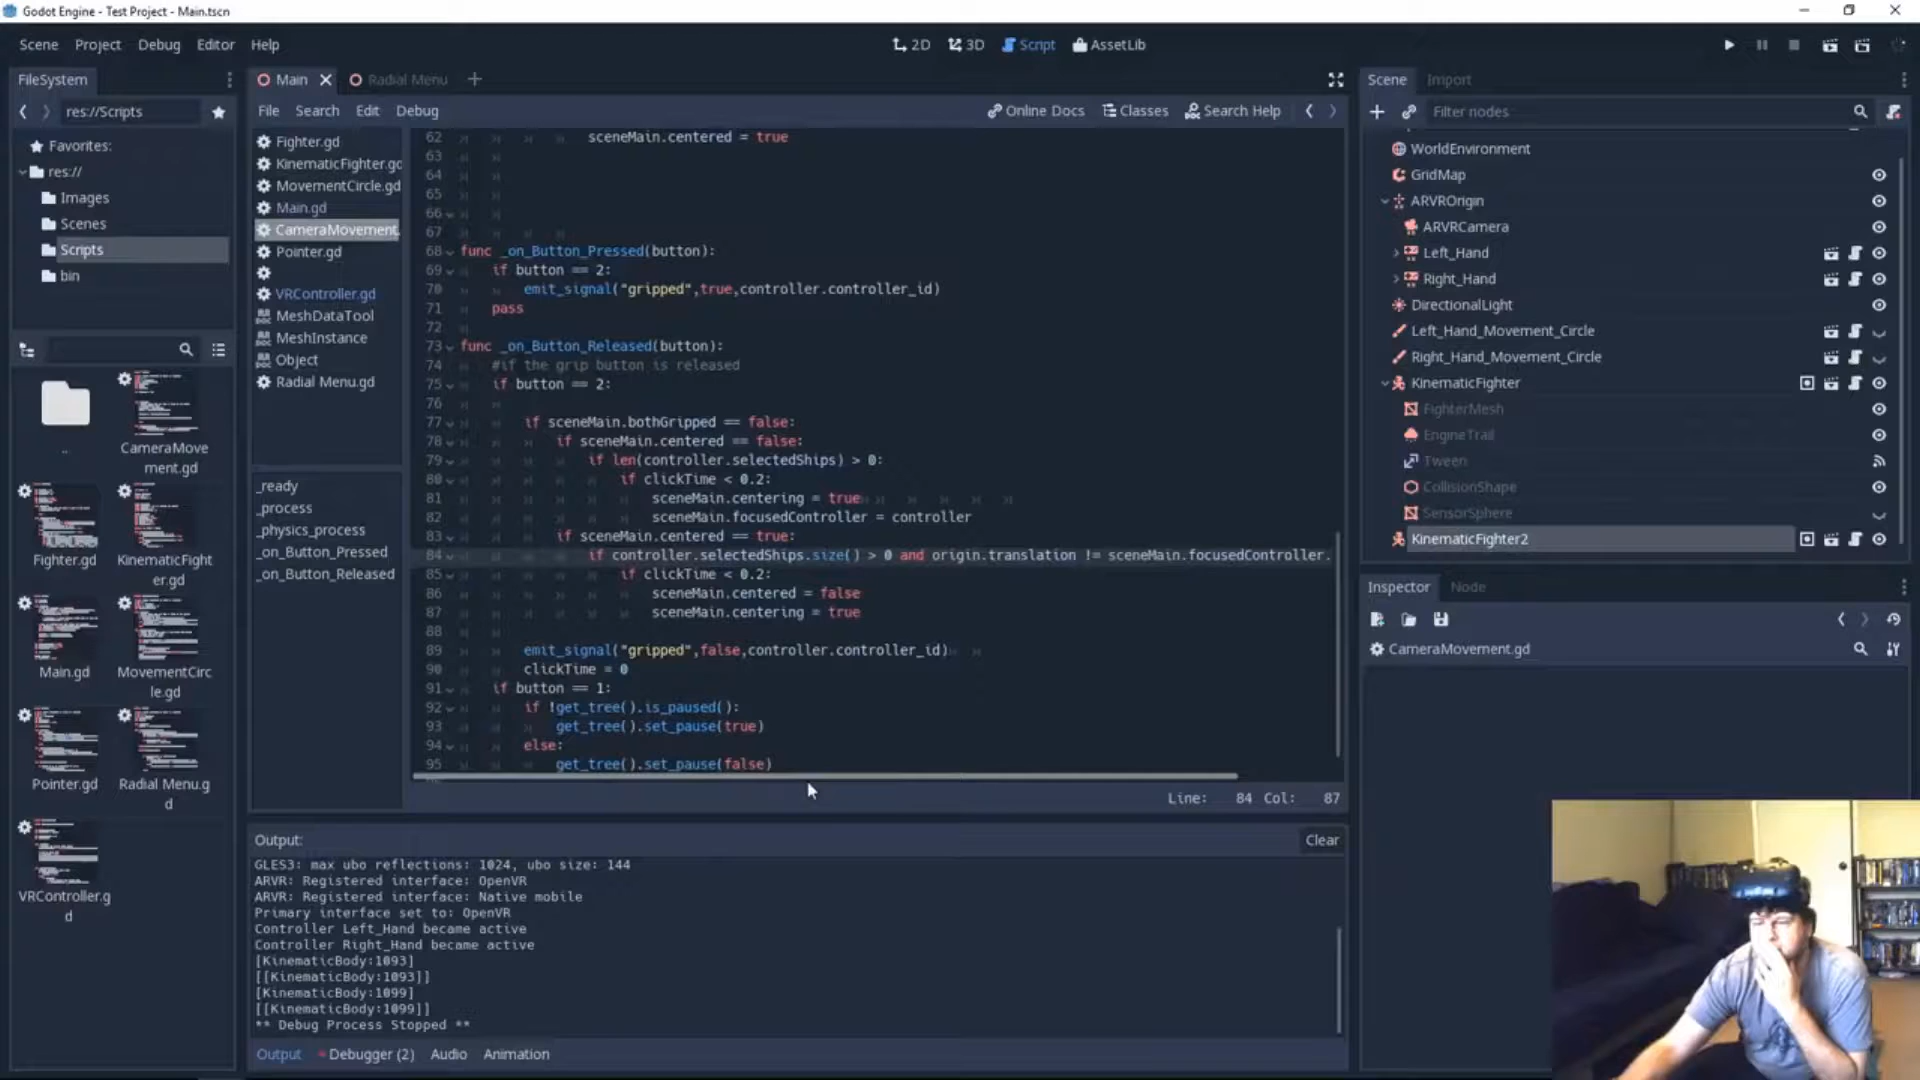 Godot Engine - Test Project - Main.tscn
Scene Project Debug Editor Help
2D 3D Script AssetLib
FileSystem
res://Scripts
Favorites:
res://
Images
Scenes
Scripts
bin
..
CameraMove
ment.gd
Fighter.gd
KinematicFight
er.gd
Main.gd
MovementCirc
le.gd
Pointer.gd
Radial Menu.g
d
VRController.g
d
Main Radial Menu
File Search Edit Debug
Online Docs Classes Search Help
Fighter.gd
KinematicFighter.gd
MovementCircle.gd
Main.gd
CameraMovement.
Pointer.gd
VRController.gd
MeshDataTool
MeshInstance
Object
Radial Menu.gd
_ready
_process
_physics_process
_on_Button_Pressed
_on_Button_Released
62 sceneMain.centered = true
63
64
65
66
67
68 func _on_Button_Pressed(button):
69 if button == 2:
70 emit_signal("gripped",true,controller.controller_id)
71 pass
72
73 func _on_Button_Released(button):
74 #if the grip button is released
75 if button == 2:
76
77 if sceneMain.bothGripped == false:
78 if sceneMain.centered == false:
79 if len(controller.selectedShips) > 0:
80 if clickTime < 0.2:
81 sceneMain.centering = true
82 sceneMain.focusedController = controller
83 if sceneMain.centered == true:
84 if controller.selectedShips.size() > 0 and origin.translation != sceneMain.focusedController.
85 if clickTime < 0.2:
86 sceneMain.centered = false
87 sceneMain.centering = true
88
89 emit_signal("gripped",false,controller.controller_id)
90 clickTime = 0
91 if button == 1:
92 if !get_tree().is_paused():
93 get_tree().set_pause(true)
94 else:
95 get_tree().set_pause(false)
Line: 84 Col: 87
Output: Clear
GLES3: max ubo reflections: 1024, ubo size: 144
ARVR: Registered interface: OpenVR
ARVR: Registered interface: Native mobile
Primary interface set to: OpenVR
Controller Left_Hand became active
Controller Right_Hand became active
[KinematicBody:1093]
[[KinematicBody:1093]]
[KinematicBody:1099]
[[KinematicBody:1099]]
** Debug Process Stopped **
Output Debugger (2) Audio Animation
Scene Import
Filter nodes
WorldEnvironment
GridMap
ARVROrigin
ARVRCamera
Left_Hand
Right_Hand
DirectionalLight
Left_Hand_Movement_Circle
Right_Hand_Movement_Circle
KinematicFighter
FighterMesh
EngineTrail
Tween
CollisionShape
SensorSphere
KinematicFighter2
Inspector Node
CameraMovement.gd